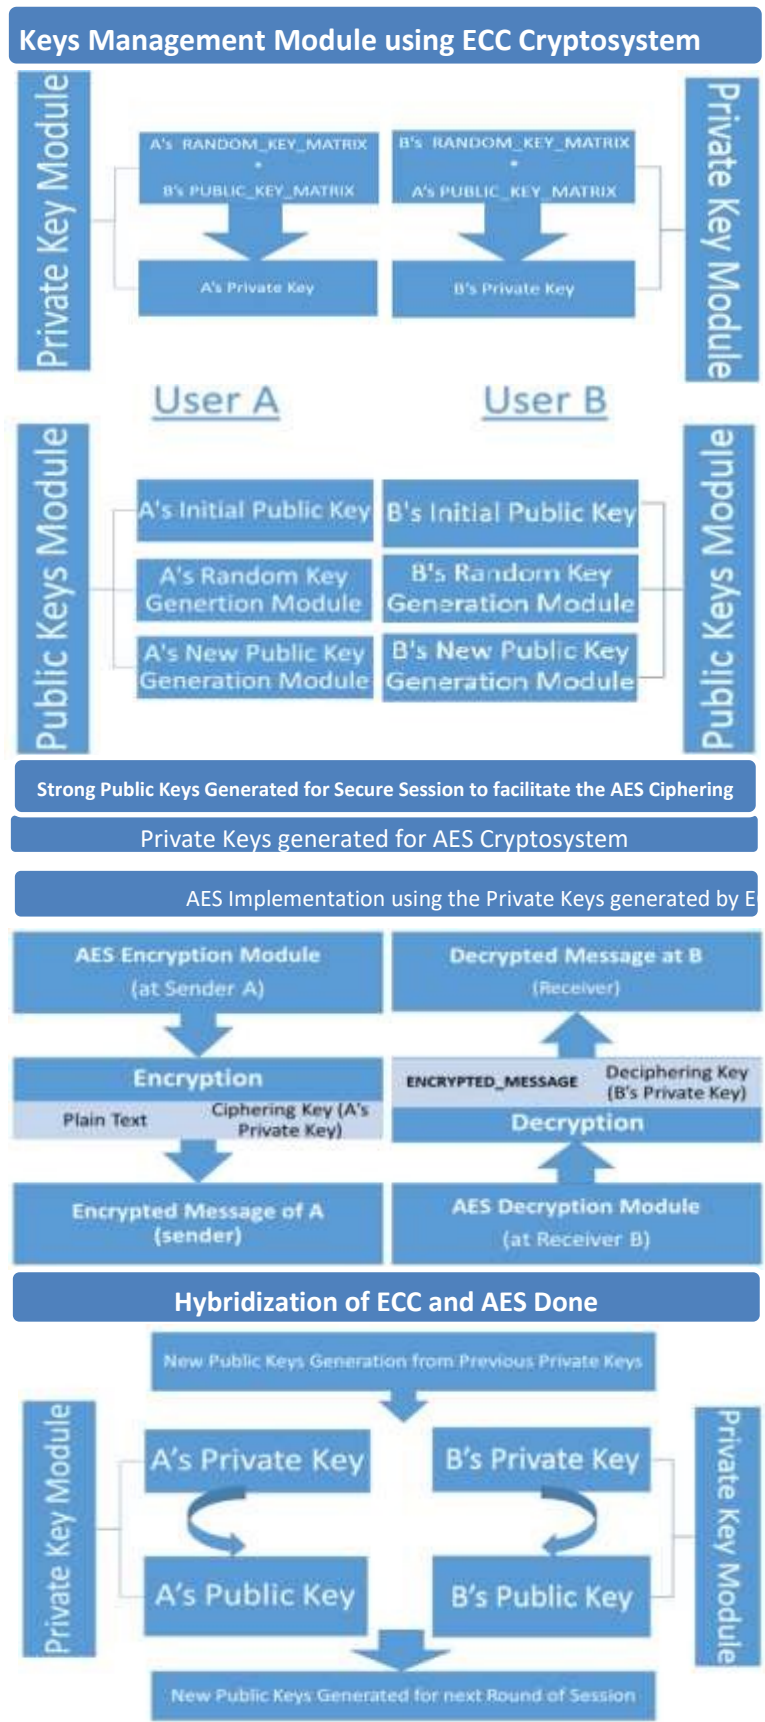 Keys Management Module using ECC Cryptosystem
Private Key Module
A's RANDOM_KEY_MATRIX
*
B's PUBLIC_KEY_MATRIX
A's Private Key
B's RANDOM_KEY_MATRIX
*
A's PUBLIC_KEY_MATRIX
B's Private Key
Private Key Module
User A
User B
Public Keys Module
A's Initial Public Key
A's Random Key
Genertion Module
A's New Public Key
Generation Module
B's Initial Public Key
B's Random Key
Generation Module
B's New Public Key
Generation Module
Public Keys Module
Strong Public Keys Generated for Secure Session to facilitate the AES Ciphering
Private Keys generated for AES Cryptosystem
AES Implementation using the Private Keys generated by E
AES Encryption Module
(at Sender A)
Encryption
Plain Text
Ciphering Key (A's
Private Key)
Encrypted Message of A
(sender)
Decrypted Message at B
(Receiver)
ENCRYPTED_MESSAGE
Deciphering Key
(B's Private Key)
Decryption
AES Decryption Module
(at Receiver B)
Hybridization of ECC and AES Done
New Public Keys Generation from Previous Private Keys
Private Key Module
A's Private Key
A's Public Key
B's Private Key
B's Public Key
Private Key Module
New Public Keys Generated for next Round of Session